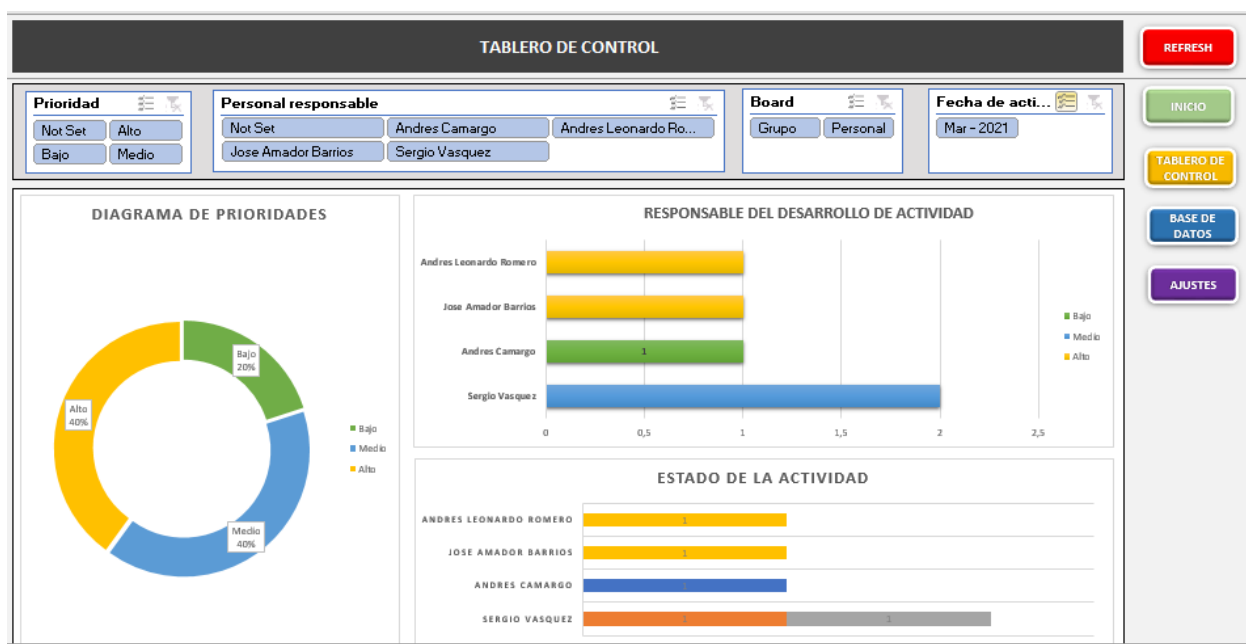 TABLERO DE CONTROL
REFRESH
Prioridad
Not Set Alto
Bajo Medio
Personal responsable
Not Set Andres Camargo Andres Leonardo Ro...
Jose Amador Barrios Sergio Vasquez
Board
Grupo Personal
Fecha de acti...
Mar - 2021
INICIO
TABLERO DE
CONTROL
BASE DE
DATOS
AJUSTES
DIAGRAMA DE PRIORIDADES
Bajo
20%
Alto
40%
Medio
40%
Bajo
Medio
Alto
RESPONSABLE DEL DESARROLLO DE ACTIVIDAD
Andres Leonardo Romero
Jose Amador Barrios
Andres Camargo 1
Sergio Vasquez
0 0,5 1 1,5 2 2,5
Bajo
Medio
Alto
ESTADO DE LA ACTIVIDAD
ANDRES LEONARDO ROMERO 1
JOSE AMADOR BARRIOS 1
ANDRES CAMARGO 1
SERGIO VASQUEZ 1 1